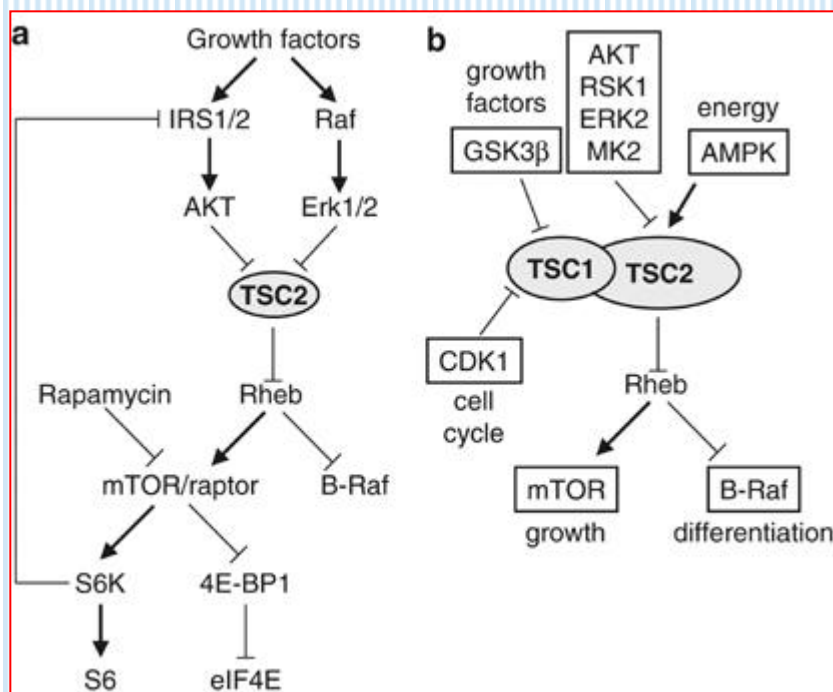 a
Growth factors
IRS1/2 Raf
AKT Erk1/2
TSC2
Rapamycin Rheb
mTOR/raptor B-Raf
S6K 4E-BP1
S6 eIF4E
b
growth
factors
GSK3β
AKT
RSK1
ERK2
MK2
energy
AMPK
TSC1 TSC2
CDK1
cell
cycle
Rheb
mTOR B-Raf
growth differentiation